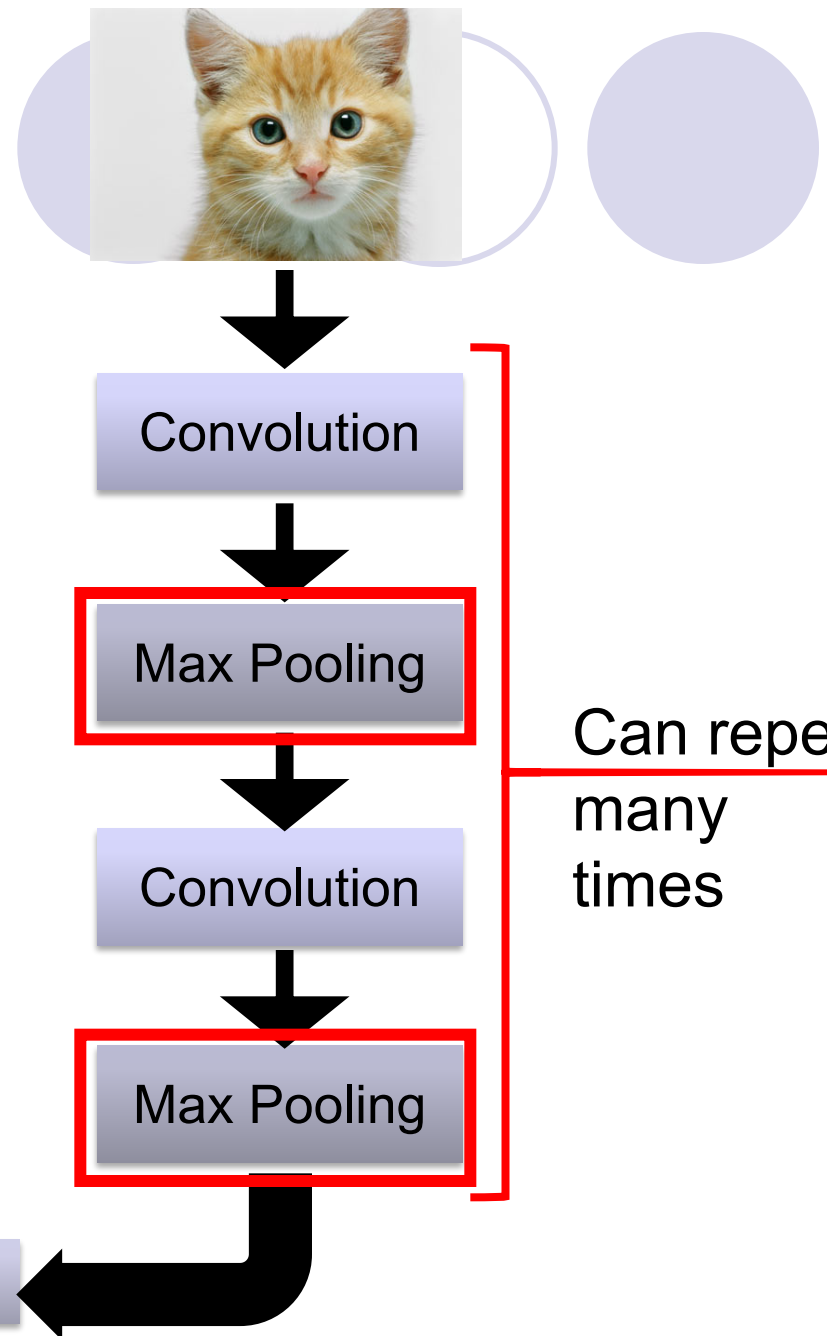 Convolution
Max Pooling
Can repe
many
times
Convolution
Max Pooling